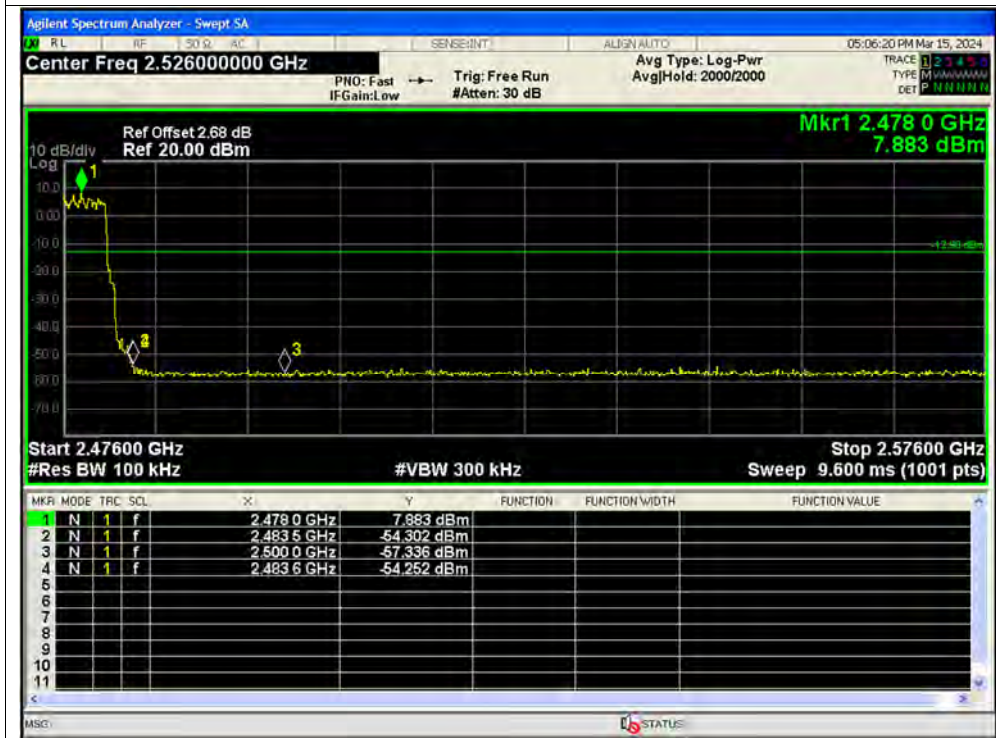 Agilent Spectrum Analyzer - Swept SA
RL RF 50 Ω AC SENSE:INT ALIGN AUTO 05:06:20 PM Mar 15, 2024
Center Freq 2.526000000 GHz
PNO: Fast Trig: Free Run Avg Type: Log-Pwr TRACE 1 2 3 4 5 6
IFGain:Low #Atten: 30 dB Avg|Hold: 2000/2000 TYPE M
DET P N N N N N
Mkr1 2.478 0 GHz
7.883 dBm
Ref Offset 2.68 dB
10 dB/div Ref 20.00 dBm
Log
1
10.0
0.00
-10.0
-12.90 dBm
-20.0
-30.0
-40.0
-50.0
3
-60.0
-70.0
Start 2.47600 GHz Stop 2.57600 GHz
#Res BW 100 kHz #VBW 300 kHz Sweep 9.600 ms (1001 pts)
MKR MODE TRC SCL X Y FUNCTION FUNCTION WIDTH FUNCTION VALUE
1 N 1 f 2.478 0 GHz 7.883 dBm
2 N 1 f 2.483 5 GHz -54.302 dBm
3 N 1 f 2.500 0 GHz -57.336 dBm
4 N 1 f 2.483 6 GHz -54.252 dBm
5
6
7
8
9
10
11
MSG STATUS